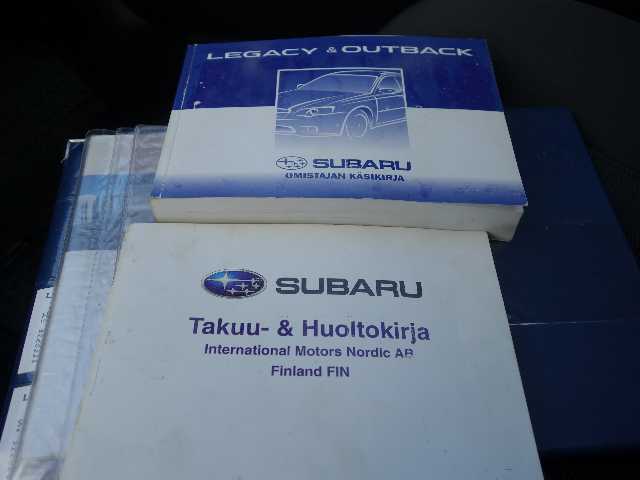 LEGACY & OUTBACK
SUBARU
OMISTAJAN KÄSIKIRJA
SUBARU
Takuu- & Huoltokirja
International Motors Nordic AB
Finland FIN